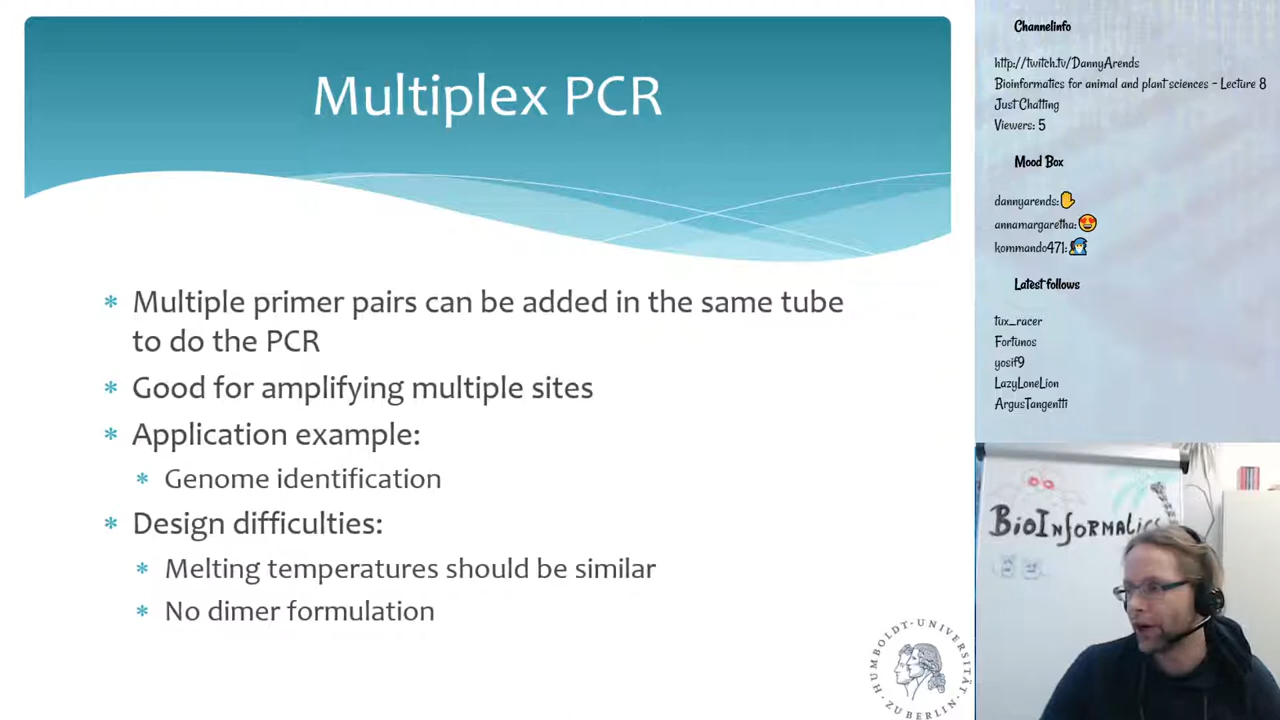 Multiplex PCR
* Multiple primer pairs can be added in the same tube
to do the PCR
* Good for amplifying multiple sites
* Application example:
* Genome identification
* Design difficulties:
* Melting temperatures should be similar
* No dimer formulation
HUMBOLDT-UNIVERSITÄT
ZU BERLIN
Channelinfo
http://twitch.tv/DannyArends
Bioinformatics for animal and plant sciences - Lecture 8
Just Chatting
Viewers: 5
Mood Box
dannyarends:✋
annamargaretha:😍
kommando471:
Latest follows
tux_racer
Fortunos
yosif9
LazyLoneLion
ArgusTangentti
BioInformatics